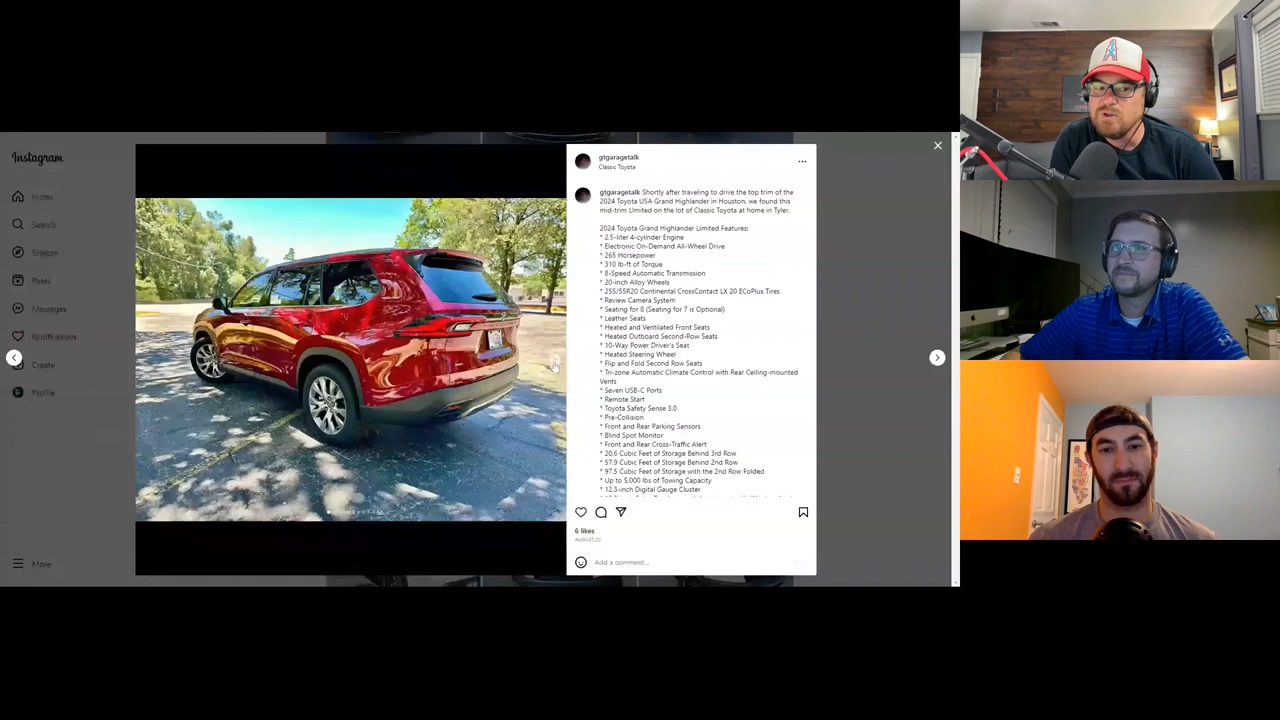 Instagram
Home
Search
Explore
Reels
Messages
Notifications
Create
Profile
More
gtgaragetalk
Classic Toyota
gtgaragetalk Shortly after traveling to drive the top trim of the
2024 Toyota USA Grand Highlander in Houston, we found this
mid-trim Limited on the lot of Classic Toyota at home in Tyler.
2024 Toyota Grand Highlander Limited Features:
* 2.5-liter 4-cylinder Engine
* Electronic On-Demand All-Wheel Drive
* 265 Horsepower
* 310 lb-ft of Torque
* 8-Speed Automatic Transmission
* 20-inch Alloy Wheels
* 255/55R20 Continental CrossContact LX 20 ECoPlus Tires
* Review Camera System
* Seating for 8 (Seating for 7 is Optional)
* Leather Seats
* Heated and Ventilated Front Seats
* Heated Outboard Second-Row Seats
* 10-Way Power Driver's Seat
* Heated Steering Wheel
* Flip and Fold Second Row Seats
* Tri-zone Automatic Climate Control with Rear Ceiling-mounted
Vents
* Seven USB-C Ports
* Remote Start
* Toyota Safety Sense 3.0
* Pre-Collision
* Front and Rear Parking Sensors
* Blind Spot Monitor
* Front and Rear Cross-Traffic Alert
* 20.6 Cubic Feet of Storage Behind 3rd Row
* 57.9 Cubic Feet of Storage Behind 2nd Row
* 97.5 Cubic Feet of Storage with the 2nd Row Folded
* Up to 5,000 lbs of Towing Capacity
* 12.3-inch Digital Gauge Cluster
6 likes
Add a comment...